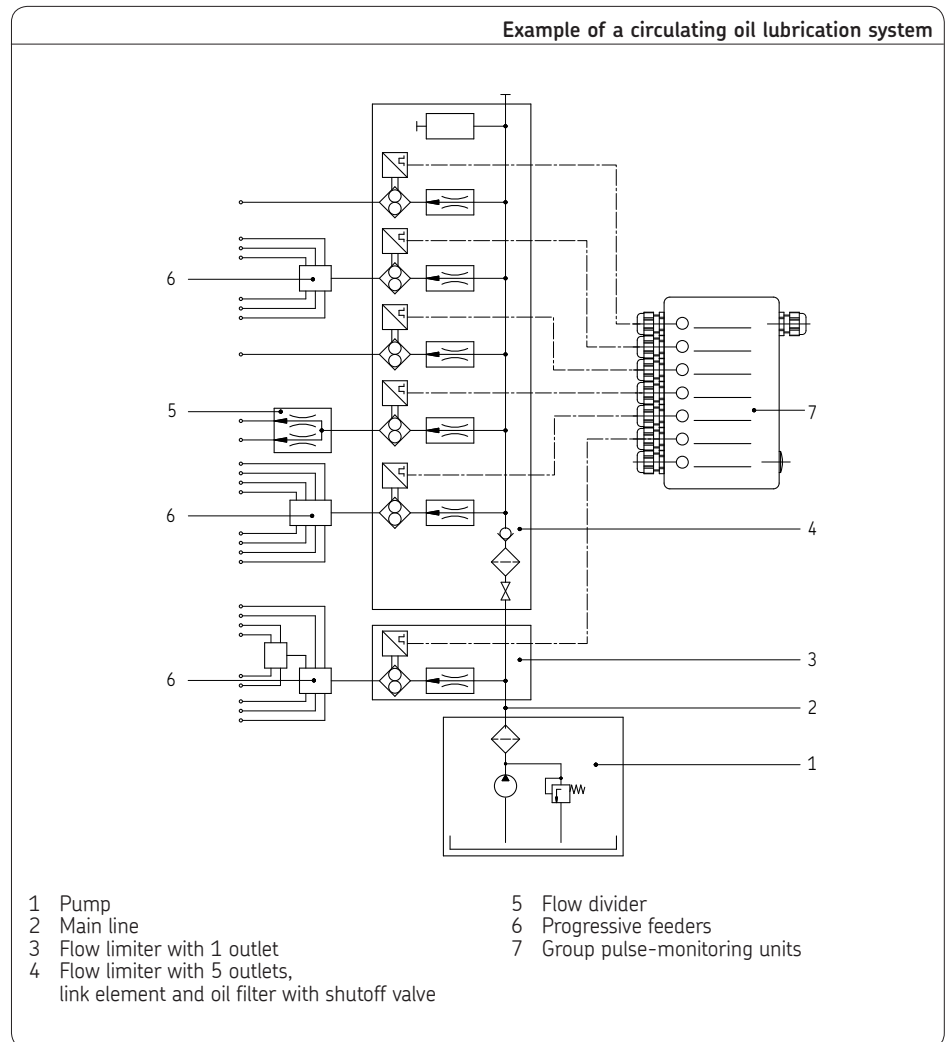 Example of a circulating oil lubrication system
6
5
7
6
4
3
6
2
1
1 Pump
2 Main line
3 Flow limiter with 1 outlet
4 Flow limiter with 5 outlets,
link element and oil filter with shutoff valve
5 Flow divider
6 Progressive feeders
7 Group pulse-monitoring units